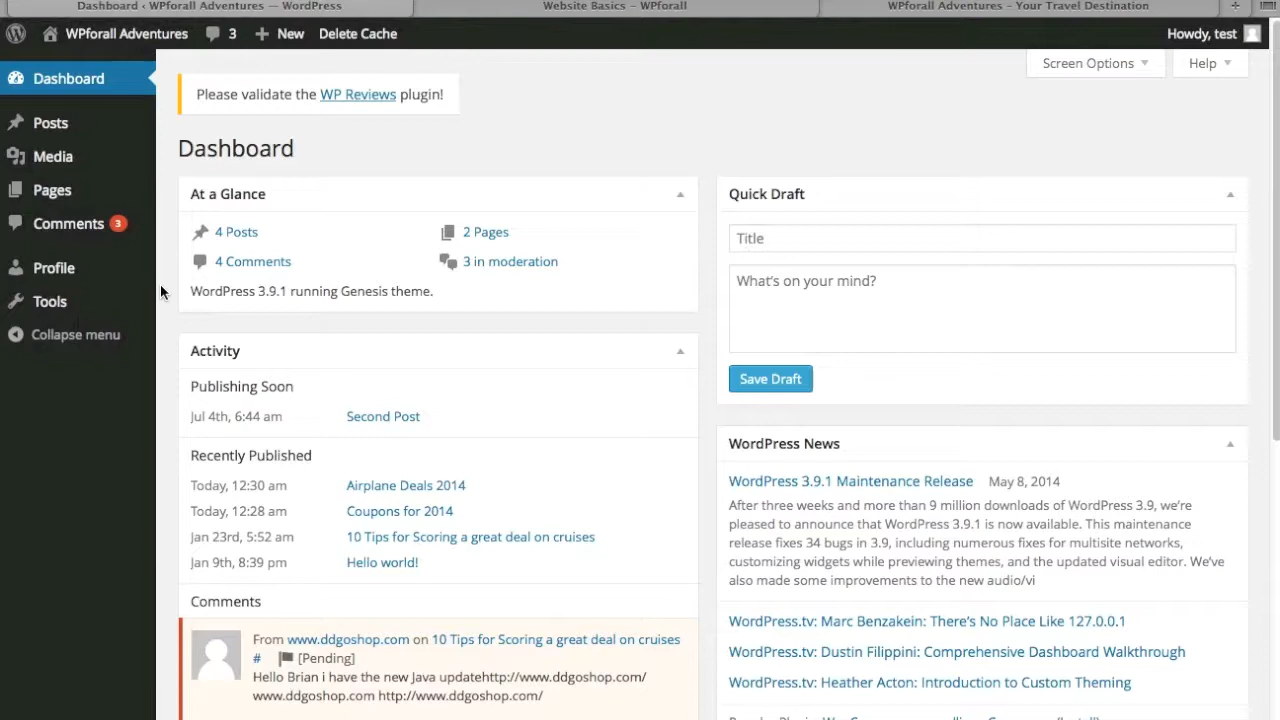 Dashboard ‹ WPforall Adventures — WordPress
Website Basics – WPforall
WPforall Adventures – Your Travel Destination
WPforall Adventures
3
New
Delete Cache
Howdy, test
Screen Options
Help
Dashboard
Posts
Media
Pages
Comments 3
Profile
Tools
Collapse menu
Please validate the WP Reviews plugin!
Dashboard
At a Glance
4 Posts
2 Pages
4 Comments
3 in moderation
WordPress 3.9.1 running Genesis theme.
Activity
Publishing Soon
Jul 4th, 6:44 am Second Post
Recently Published
Today, 12:30 am Airplane Deals 2014
Today, 12:28 am Coupons for 2014
Jan 23rd, 5:52 am 10 Tips for Scoring a great deal on cruises
Jan 9th, 8:39 pm Hello world!
Comments
From www.ddgoshop.com on 10 Tips for Scoring a great deal on cruises
# [Pending]
Hello Brian i have the new Java updatehttp://www.ddgoshop.com/
www.ddgoshop.com http://www.ddgoshop.com/
Quick Draft
Title
What's on your mind?
Save Draft
WordPress News
WordPress 3.9.1 Maintenance Release May 8, 2014
After three weeks and more than 9 million downloads of WordPress 3.9, we're
pleased to announce that WordPress 3.9.1 is now available. This maintenance
release fixes 34 bugs in 3.9, including numerous fixes for multisite networks,
customizing widgets while previewing themes, and the updated visual editor. We've
also made some improvements to the new audio/vi
WordPress.tv: Marc Benzakein: There's No Place Like 127.0.0.1
WordPress.tv: Dustin Filippini: Comprehensive Dashboard Walkthrough
WordPress.tv: Heather Acton: Introduction to Custom Theming